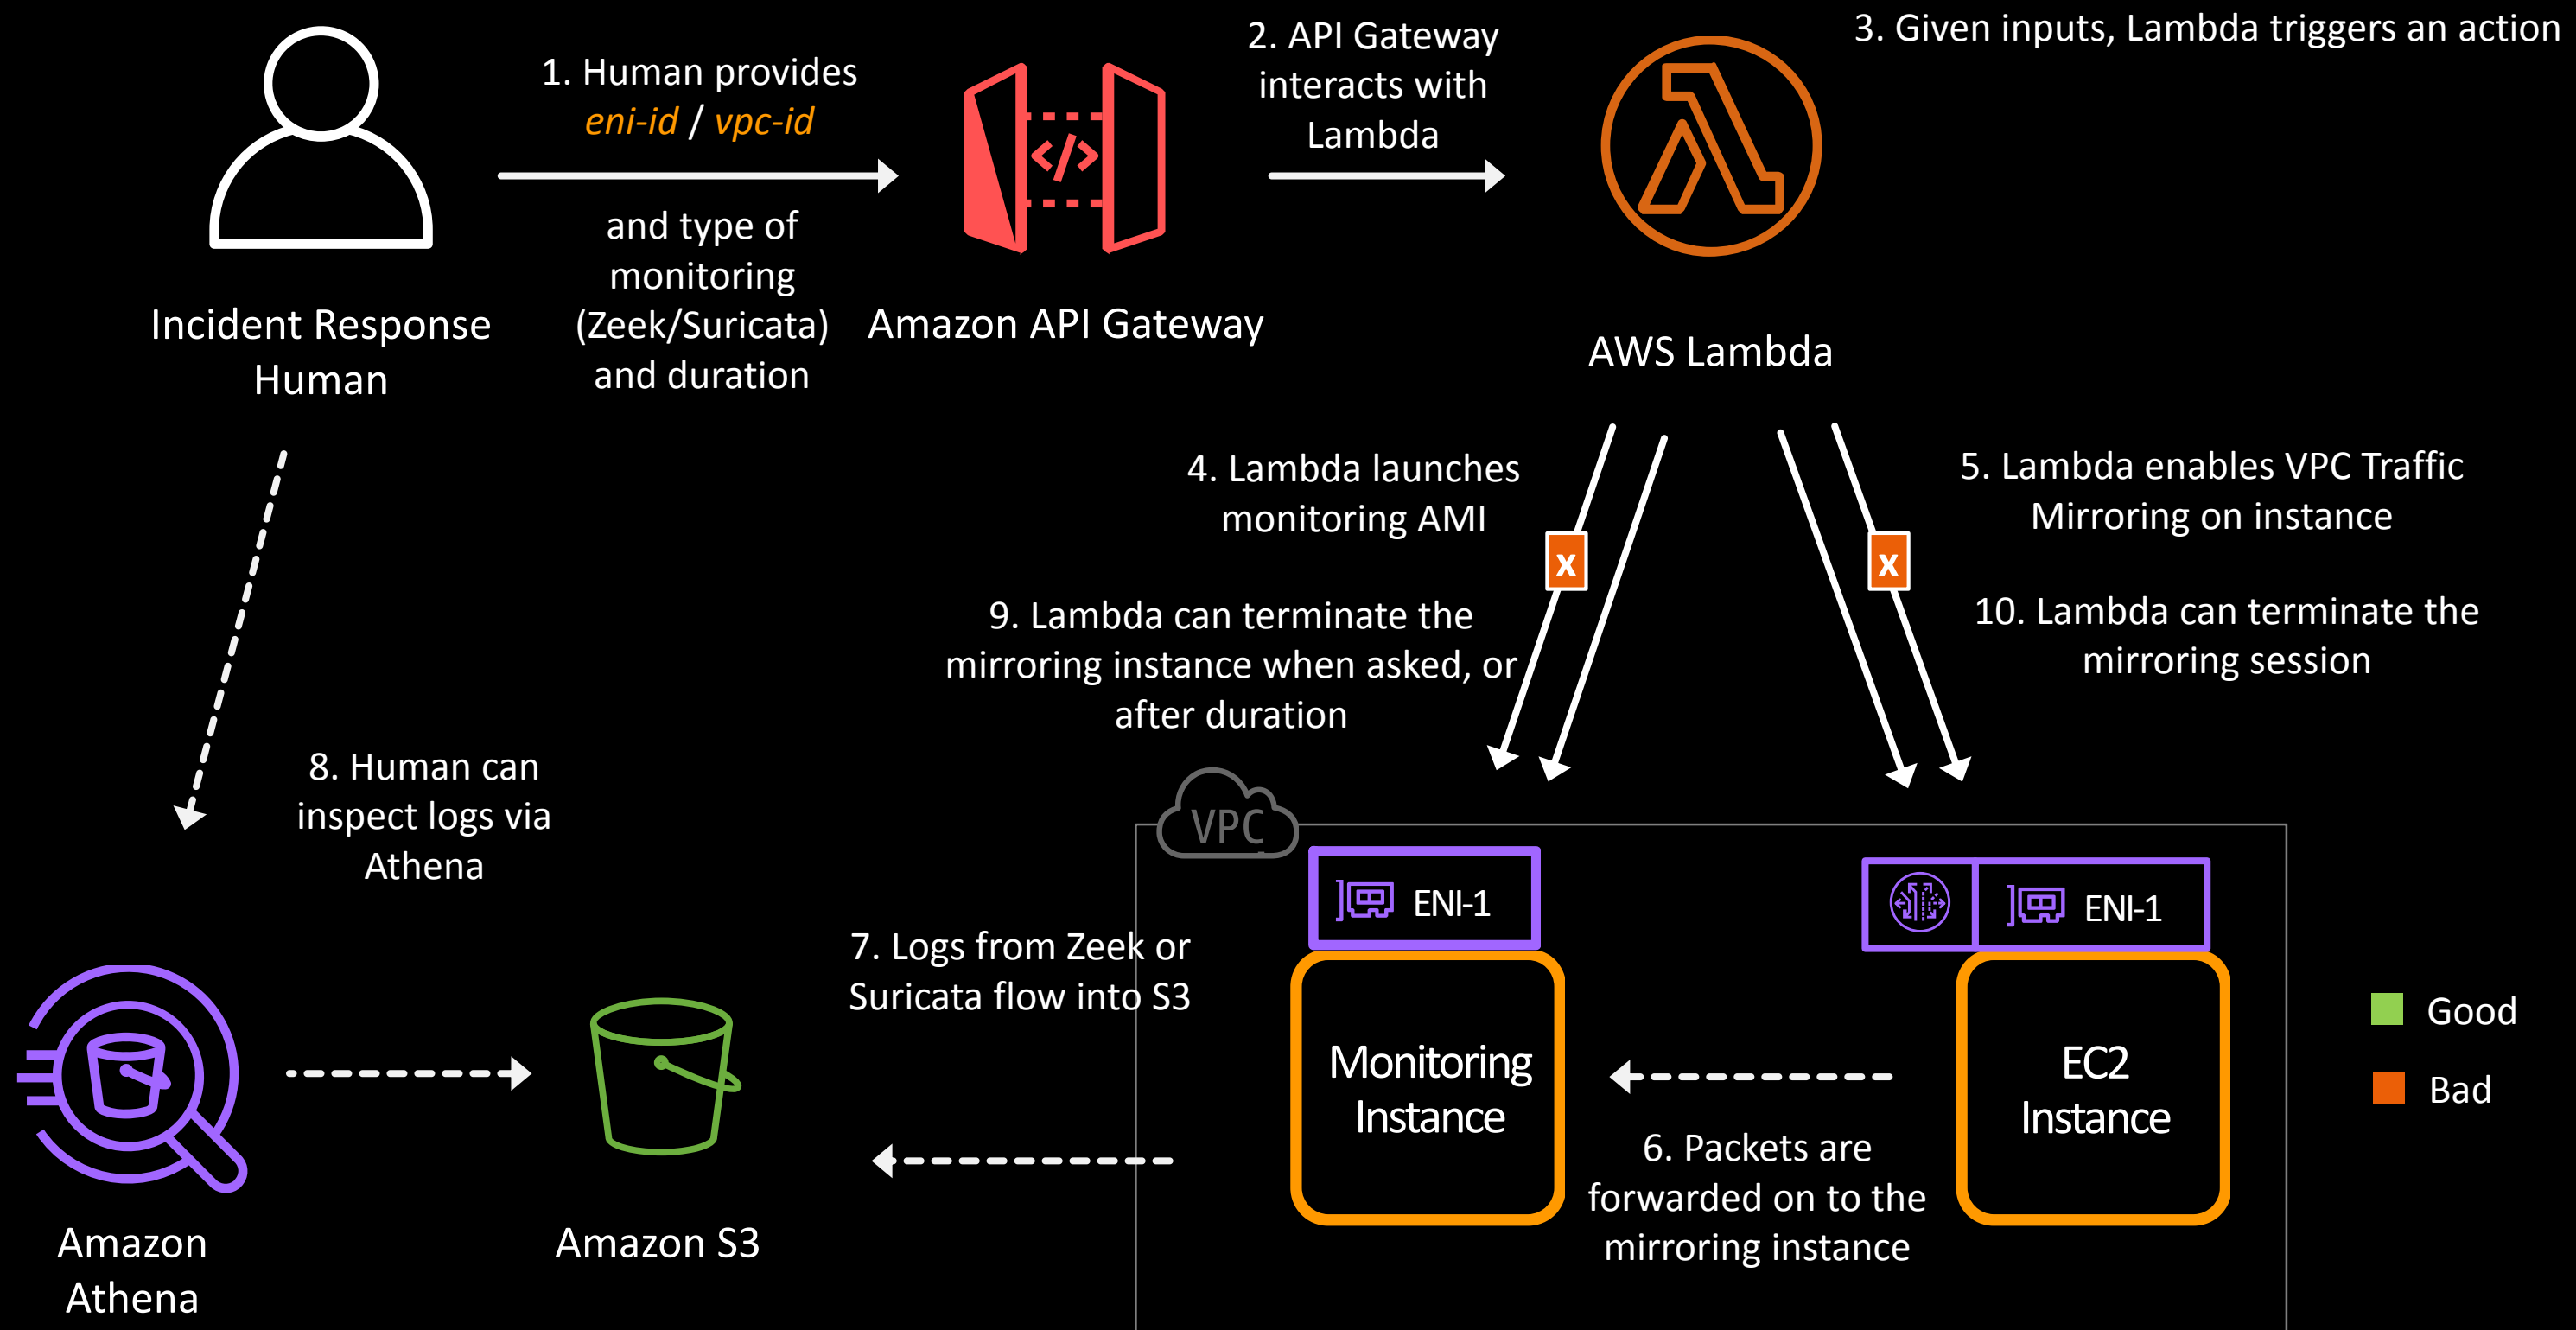 1. Human provides
eni-id / vpc-id
and type of
monitoring
(Zeek/Suricata)
and duration
Incident Response
Human
Amazon API Gateway
2. API Gateway
interacts with
Lambda
3. Given inputs, Lambda triggers an action
AWS Lambda
4. Lambda launches
monitoring AMI
x
x
5. Lambda enables VPC Traffic
Mirroring on instance
9. Lambda can terminate the
mirroring instance when asked, or
after duration
10. Lambda can terminate the
mirroring session
8. Human can
inspect logs via
Athena
VPC
ENI-1
ENI-1
7. Logs from Zeek or
Suricata flow into S3
Monitoring
Instance
EC2
Instance
6. Packets are
forwarded on to the
mirroring instance
Good
Bad
Amazon
Athena
Amazon S3